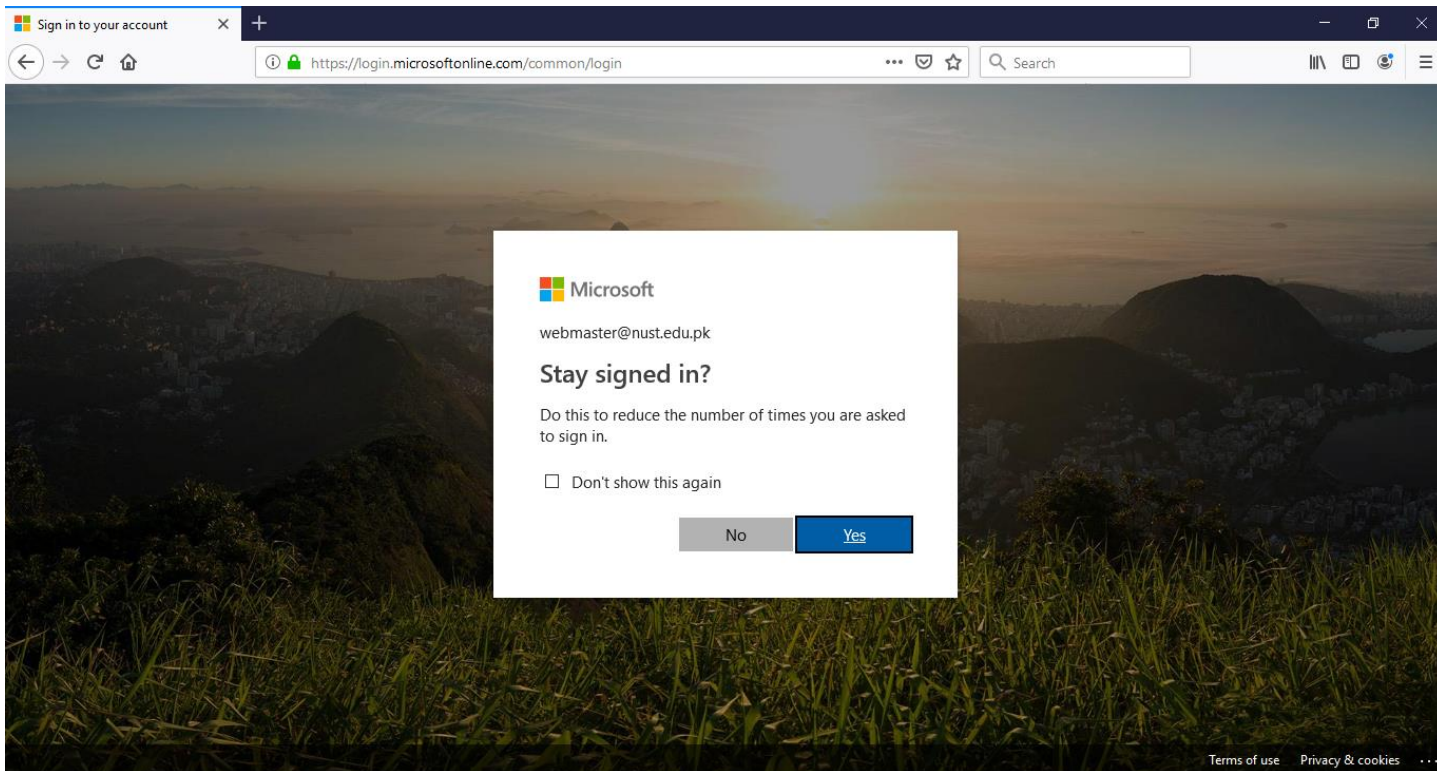 Sign in to your account
https://login.microsoftonline.com/common/login
Search
Microsoft
webmaster@nust.edu.pk
Stay signed in?
Do this to reduce the number of times you are asked
to sign in.
Don't show this again
No Yes
Terms of use Privacy & cookies ...